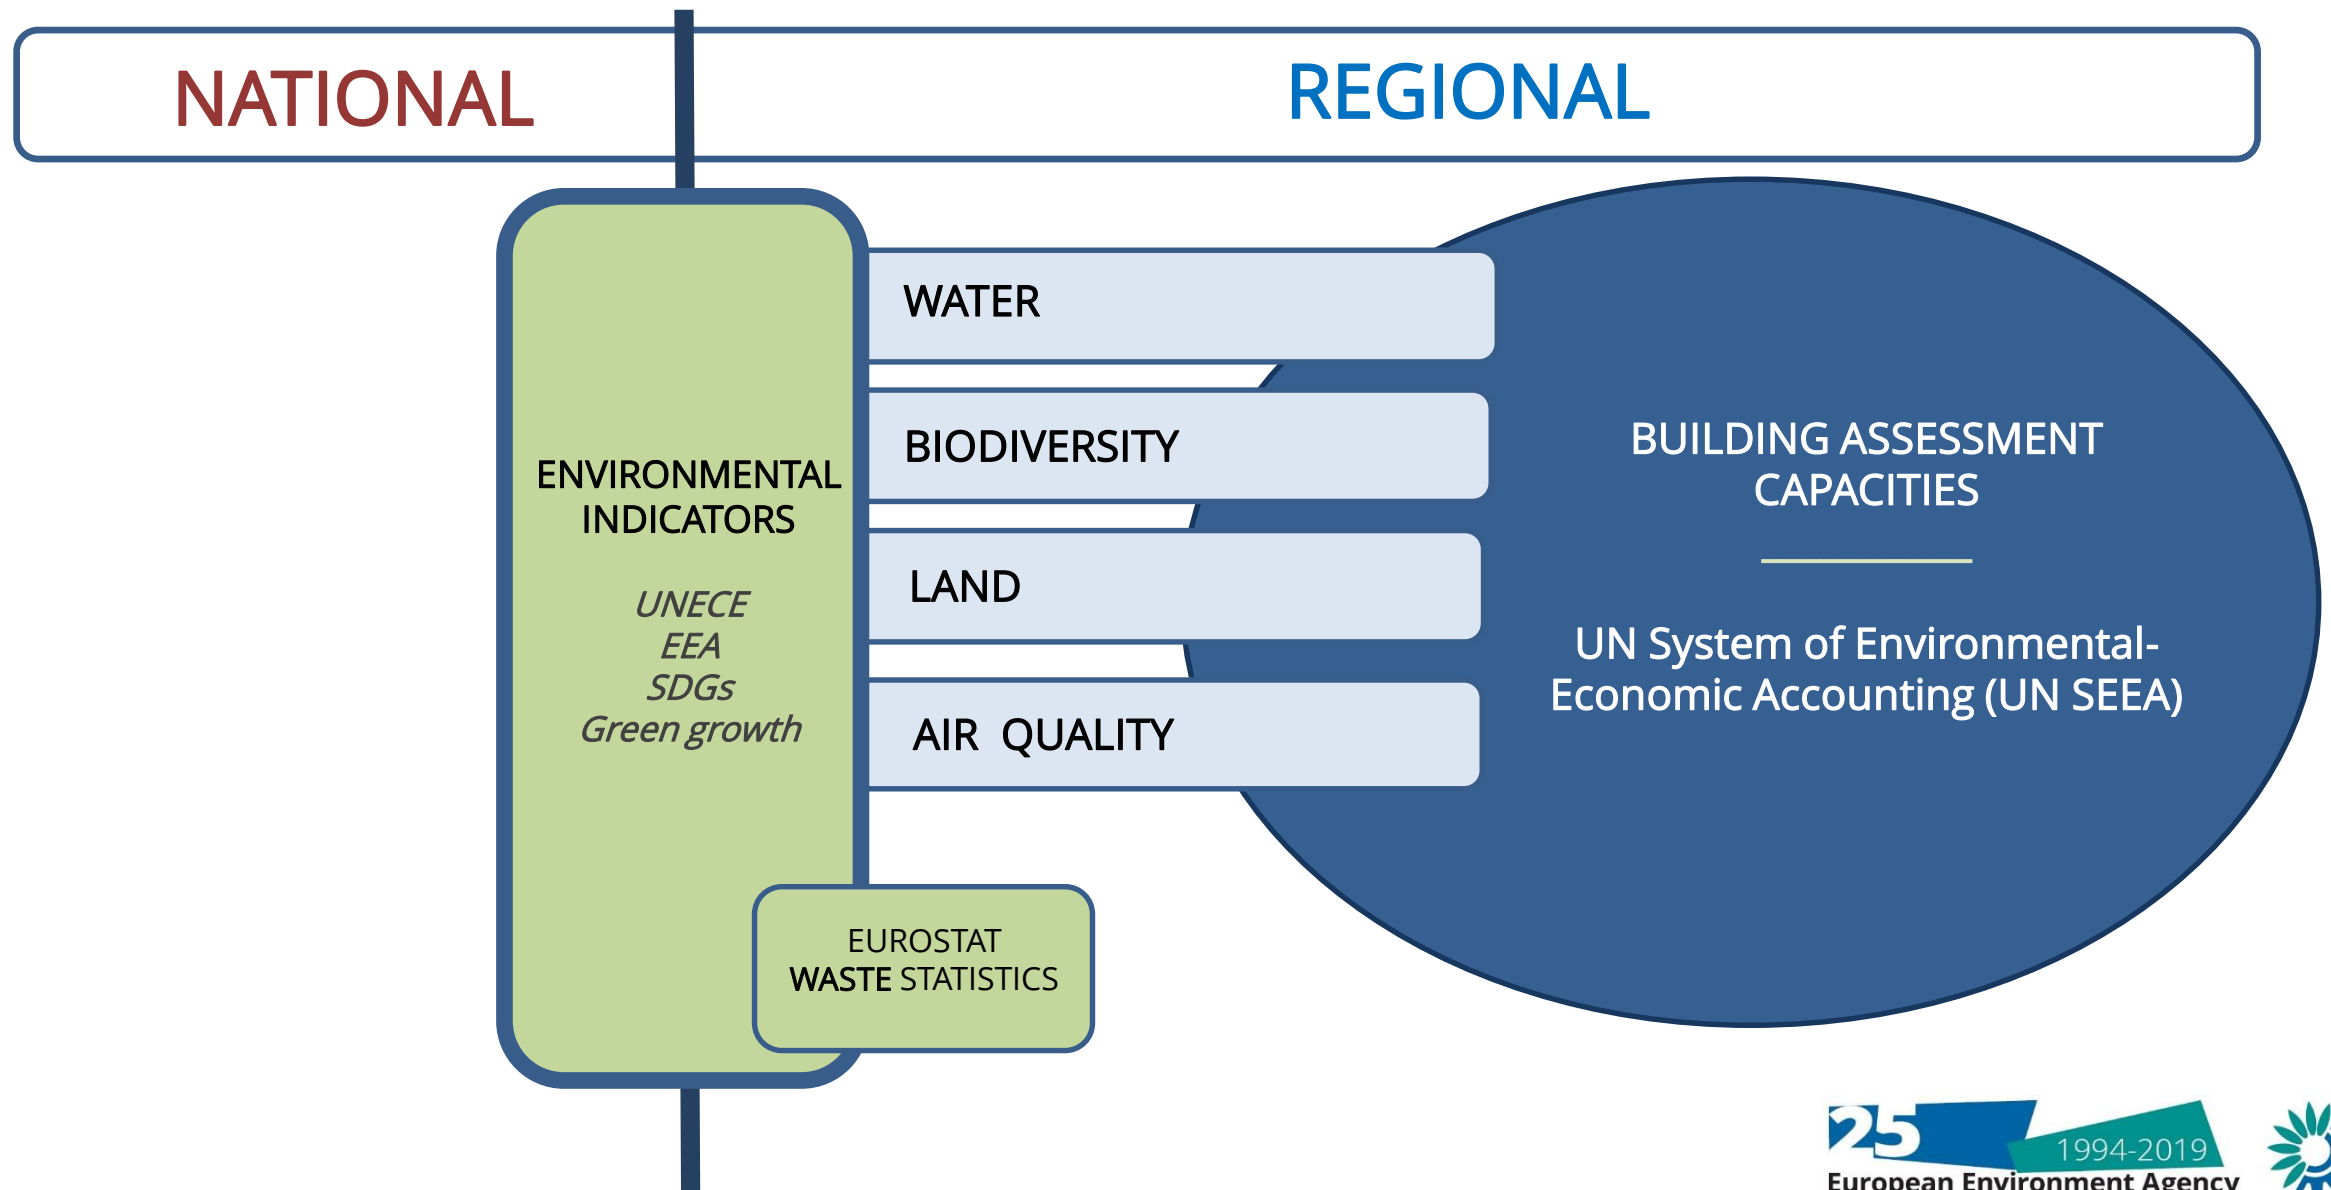 NATIONAL
REGIONAL
ENVIRONMENTAL
INDICATORS
UNECE
EEA
SDGs
Green growth
WATER
BIODIVERSITY
LAND
AIR QUALITY
EUROSTAT
WASTE STATISTICS
BUILDING ASSESSMENT
CAPACITIES
UN System of Environmental-
Economic Accounting (UN SEEA)
25
1994-2019
European Environment Agency